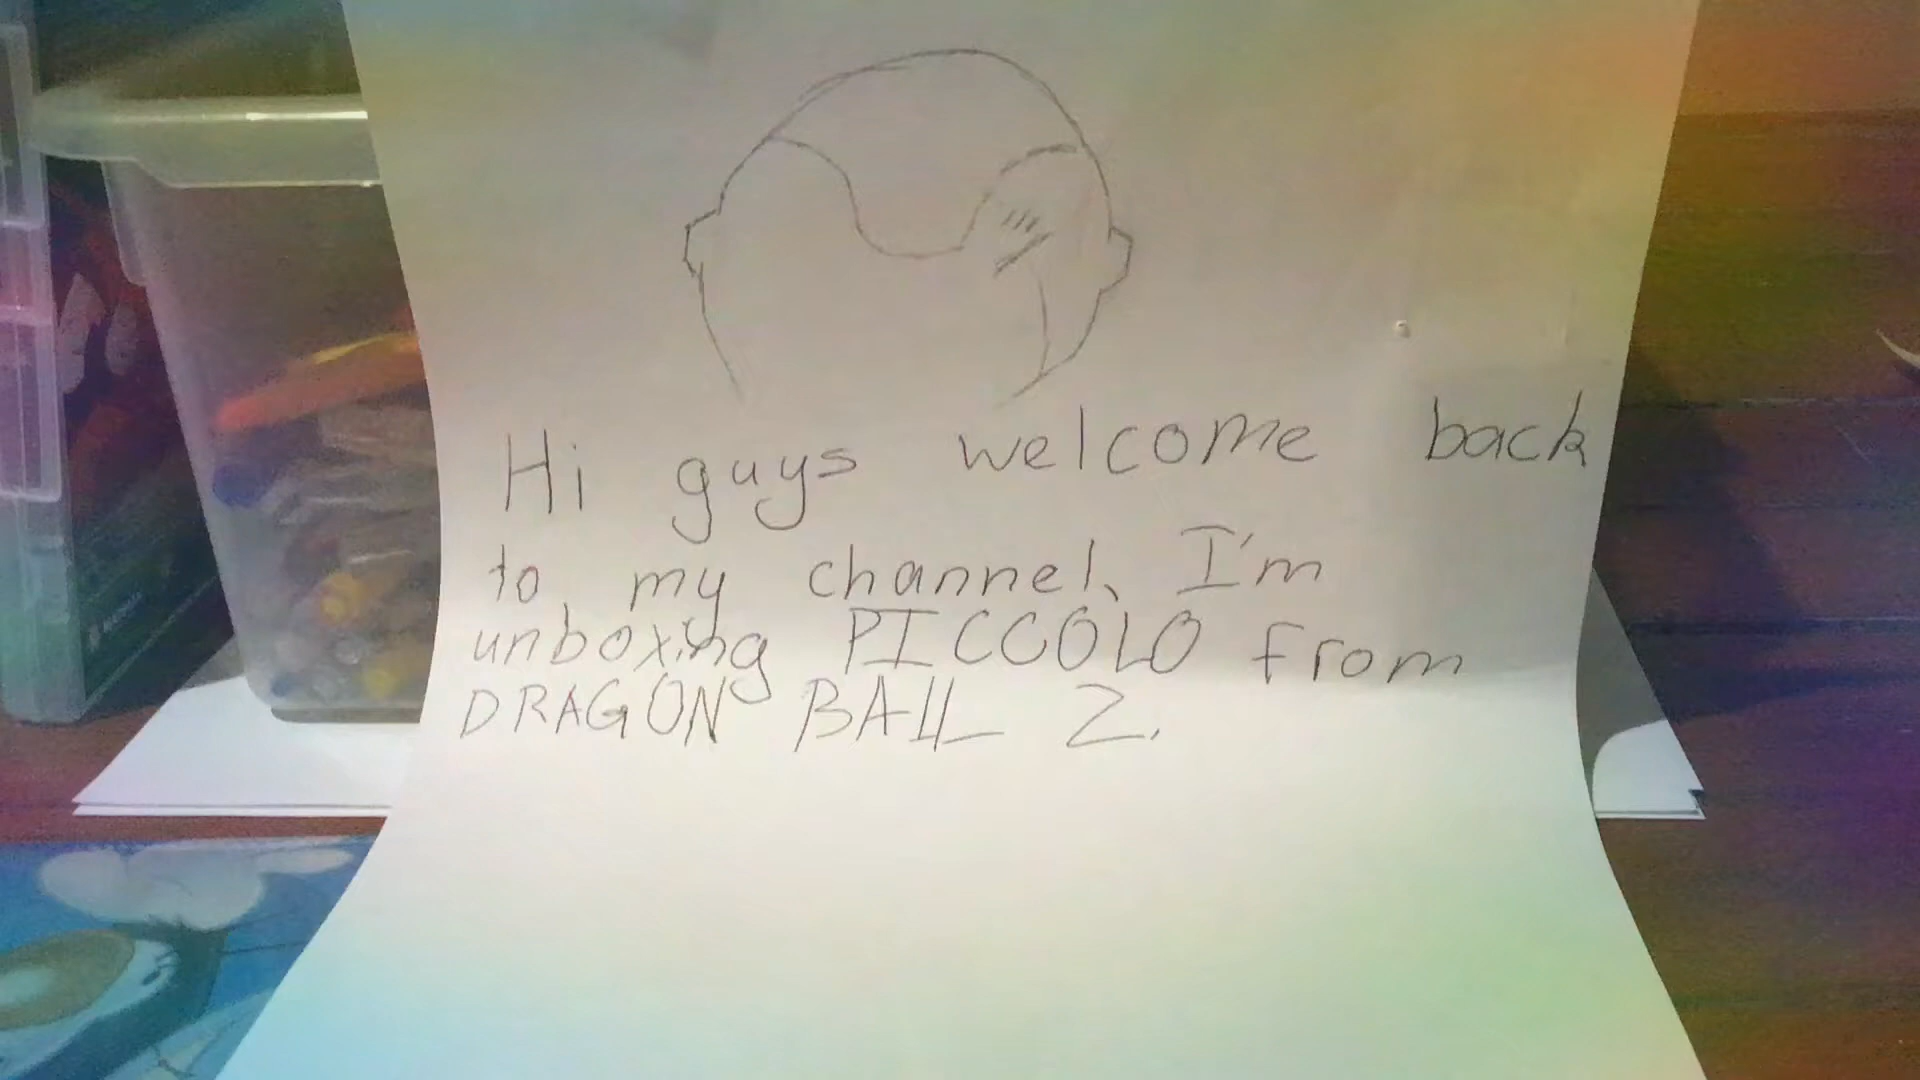 Hi guys welcome back
to my channel, I'm
unboxing PICCOLO from
DRAGON BALL Z.